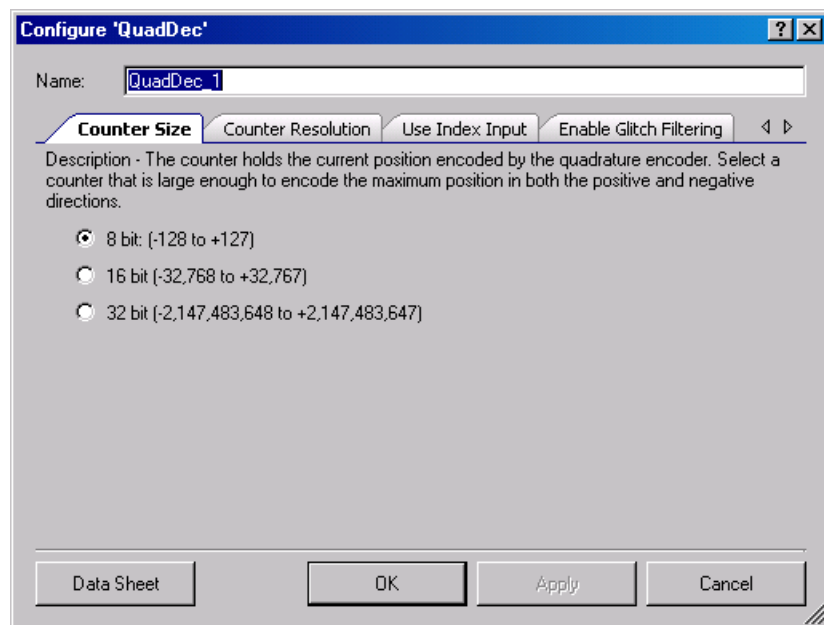 Configure 'QuadDec'
Name: QuadDec_1
Counter Size Counter Resolution Use Index Input Enable Glitch Filtering
Description - The counter holds the current position encoded by the quadrature encoder. Select a
counter that is large enough to encode the maximum position in both the positive and negative
directions.
8 bit: (-128 to +127)
16 bit (-32,768 to +32,767)
32 bit (-2,147,483,648 to +2,147,483,647)
Data Sheet OK Apply Cancel